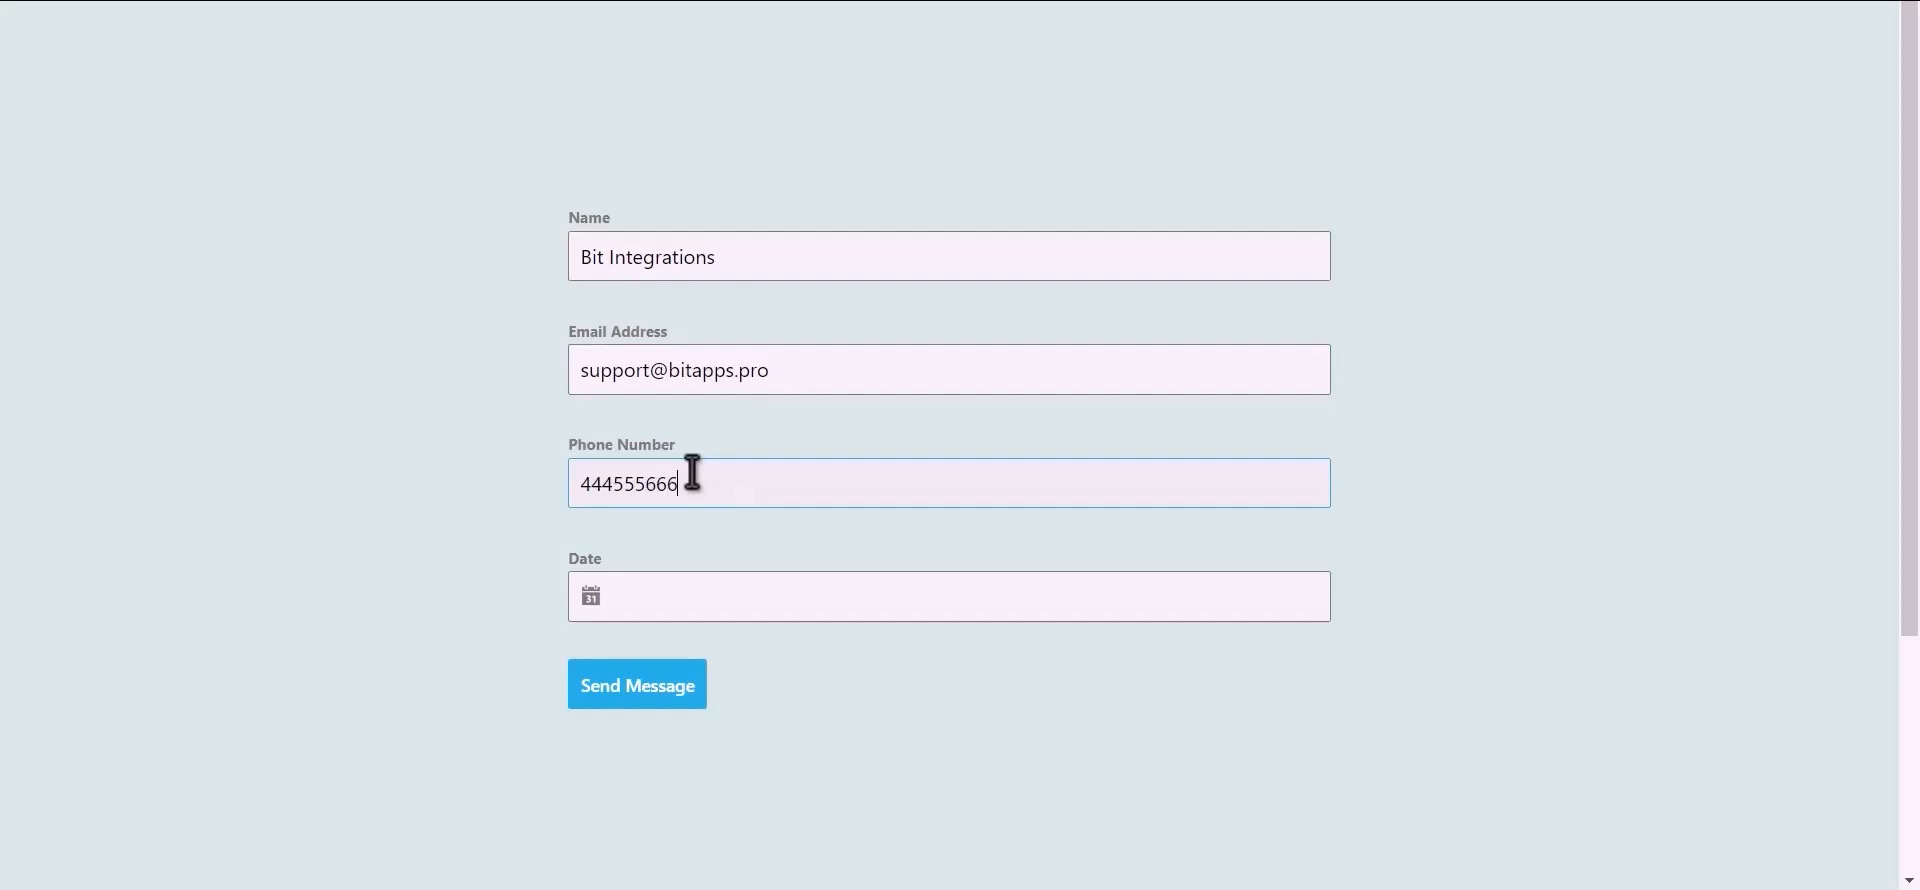 Name
Bit Integrations
Email Address
support@bitapps.pro
Phone Number
444555666
Date
31
Send Message